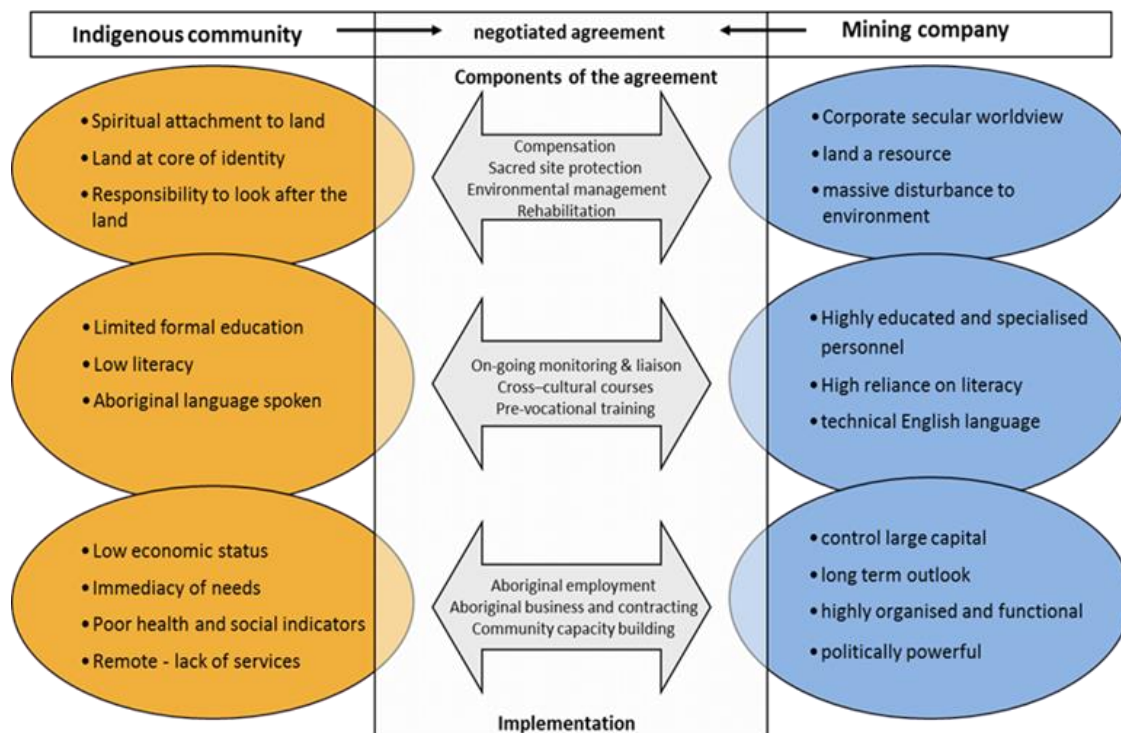 Indigenous community
negotiated agreement
Mining company
Components of the agreement
• Spiritual attachment to land
• Land at core of identity
• Responsibility to look after the
land
Compensation
Sacred site protection
Environmental management
Rehabilitation
• Corporate secular worldview
• land a resource
• massive disturbance to
environment
• Limited formal education
• Low literacy
• Aboriginal language spoken
On-going monitoring & liaison
Cross–cultural courses
Pre-vocational training
• Highly educated and specialised
personnel
• High reliance on literacy
• technical English language
• Low economic status
• Immediacy of needs
• Poor health and social indicators
• Remote - lack of services
Aboriginal employment
Aboriginal business and contracting
Community capacity building
• control large capital
• long term outlook
• highly organised and functional
• politically powerful
Implementation